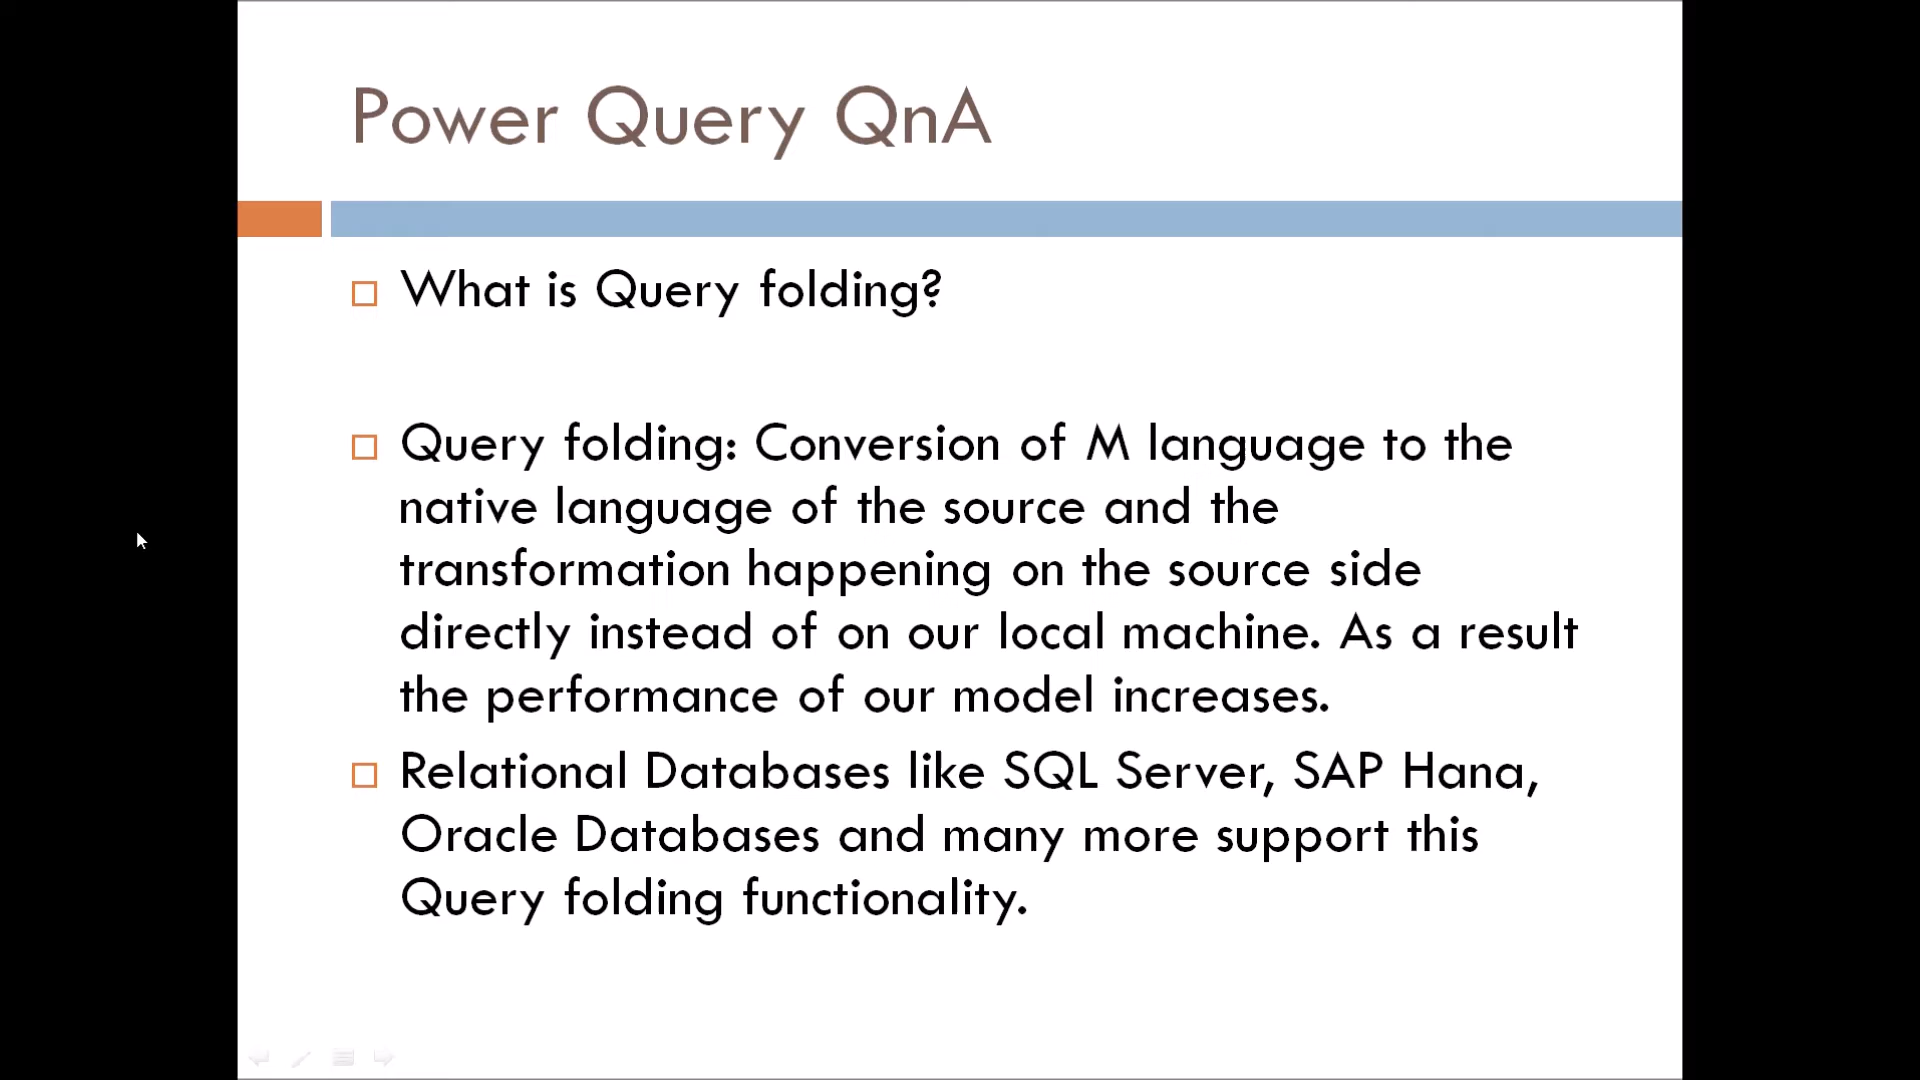 Power Query QnA
What is Query folding?
Query folding: Conversion of M language to the
native language of the source and the
transformation happening on the source side
directly instead of on our local machine. As a result
the performance of our model increases.
Relational Databases like SQL Server, SAP Hana,
Oracle Databases and many more support this
Query folding functionality.